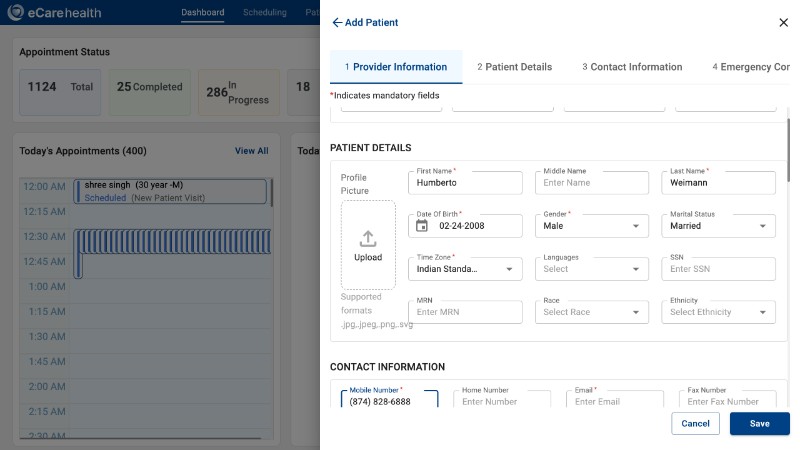 eCarehealth
Dashboard
Scheduling
Pat
Appointment Status
1124 Total
25 Completed
286 In Progress
18
Today's Appointments (400)
View All
Toda
12:00 AM
shree singh (30 year -M)
Scheduled (New Patient Visit)
12:15 AM
12:30 AM
12:45 AM
1:00 AM
1:15 AM
1:30 AM
1:45 AM
2:00 AM
2:15 AM
2:30 AM
Add Patient
1 Provider Information
2 Patient Details
3 Contact Information
4 Emergency Con
*Indicates mandatory fields
PATIENT DETAILS
Profile Picture
Upload
Supported formats
.jpg,.jpeg,.png,.svg
First Name *
Humberto
Middle Name
Enter Name
Last Name *
Weimann
Date Of Birth *
02-24-2008
Gender *
Male
Marital Status
Married
Time Zone *
Indian Standa...
Languages
Select
SSN
Enter SSN
MRN
Enter MRN
Race
Select Race
Ethnicity
Select Ethnicity
CONTACT INFORMATION
Mobile Number *
(874) 828-6888
Home Number
Enter Number
Email *
Enter Email
Fax Number
Enter Fax Number
Cancel
Save